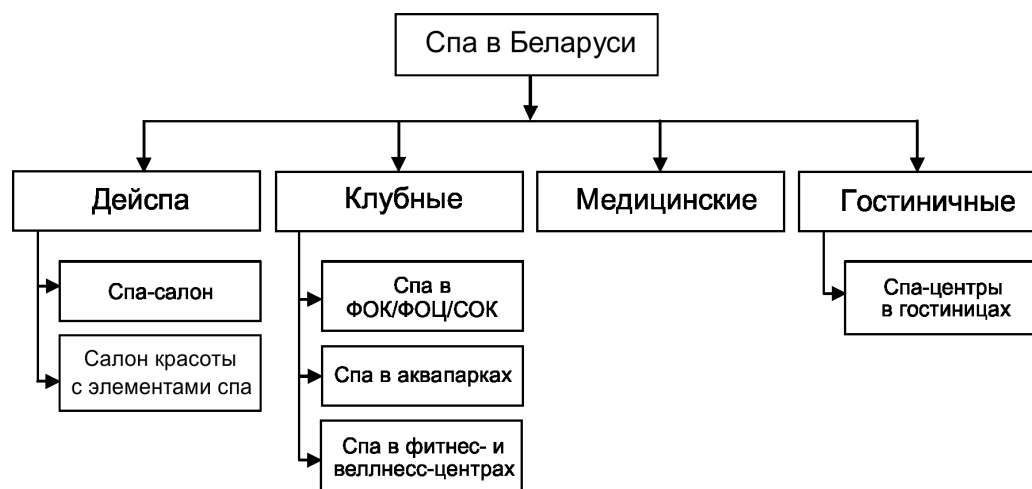 Спа в Беларуси
Дейспа
Клубные
Медицинские
Гостиничные
Спа-салон
Салон красоты
с элементами спа
Спа в
ФОК/ФОЦ/СОК
Спа в аквапарках
Спа в фитнес- и
веллнесс-центрах
Спа-центры
в гостиницах